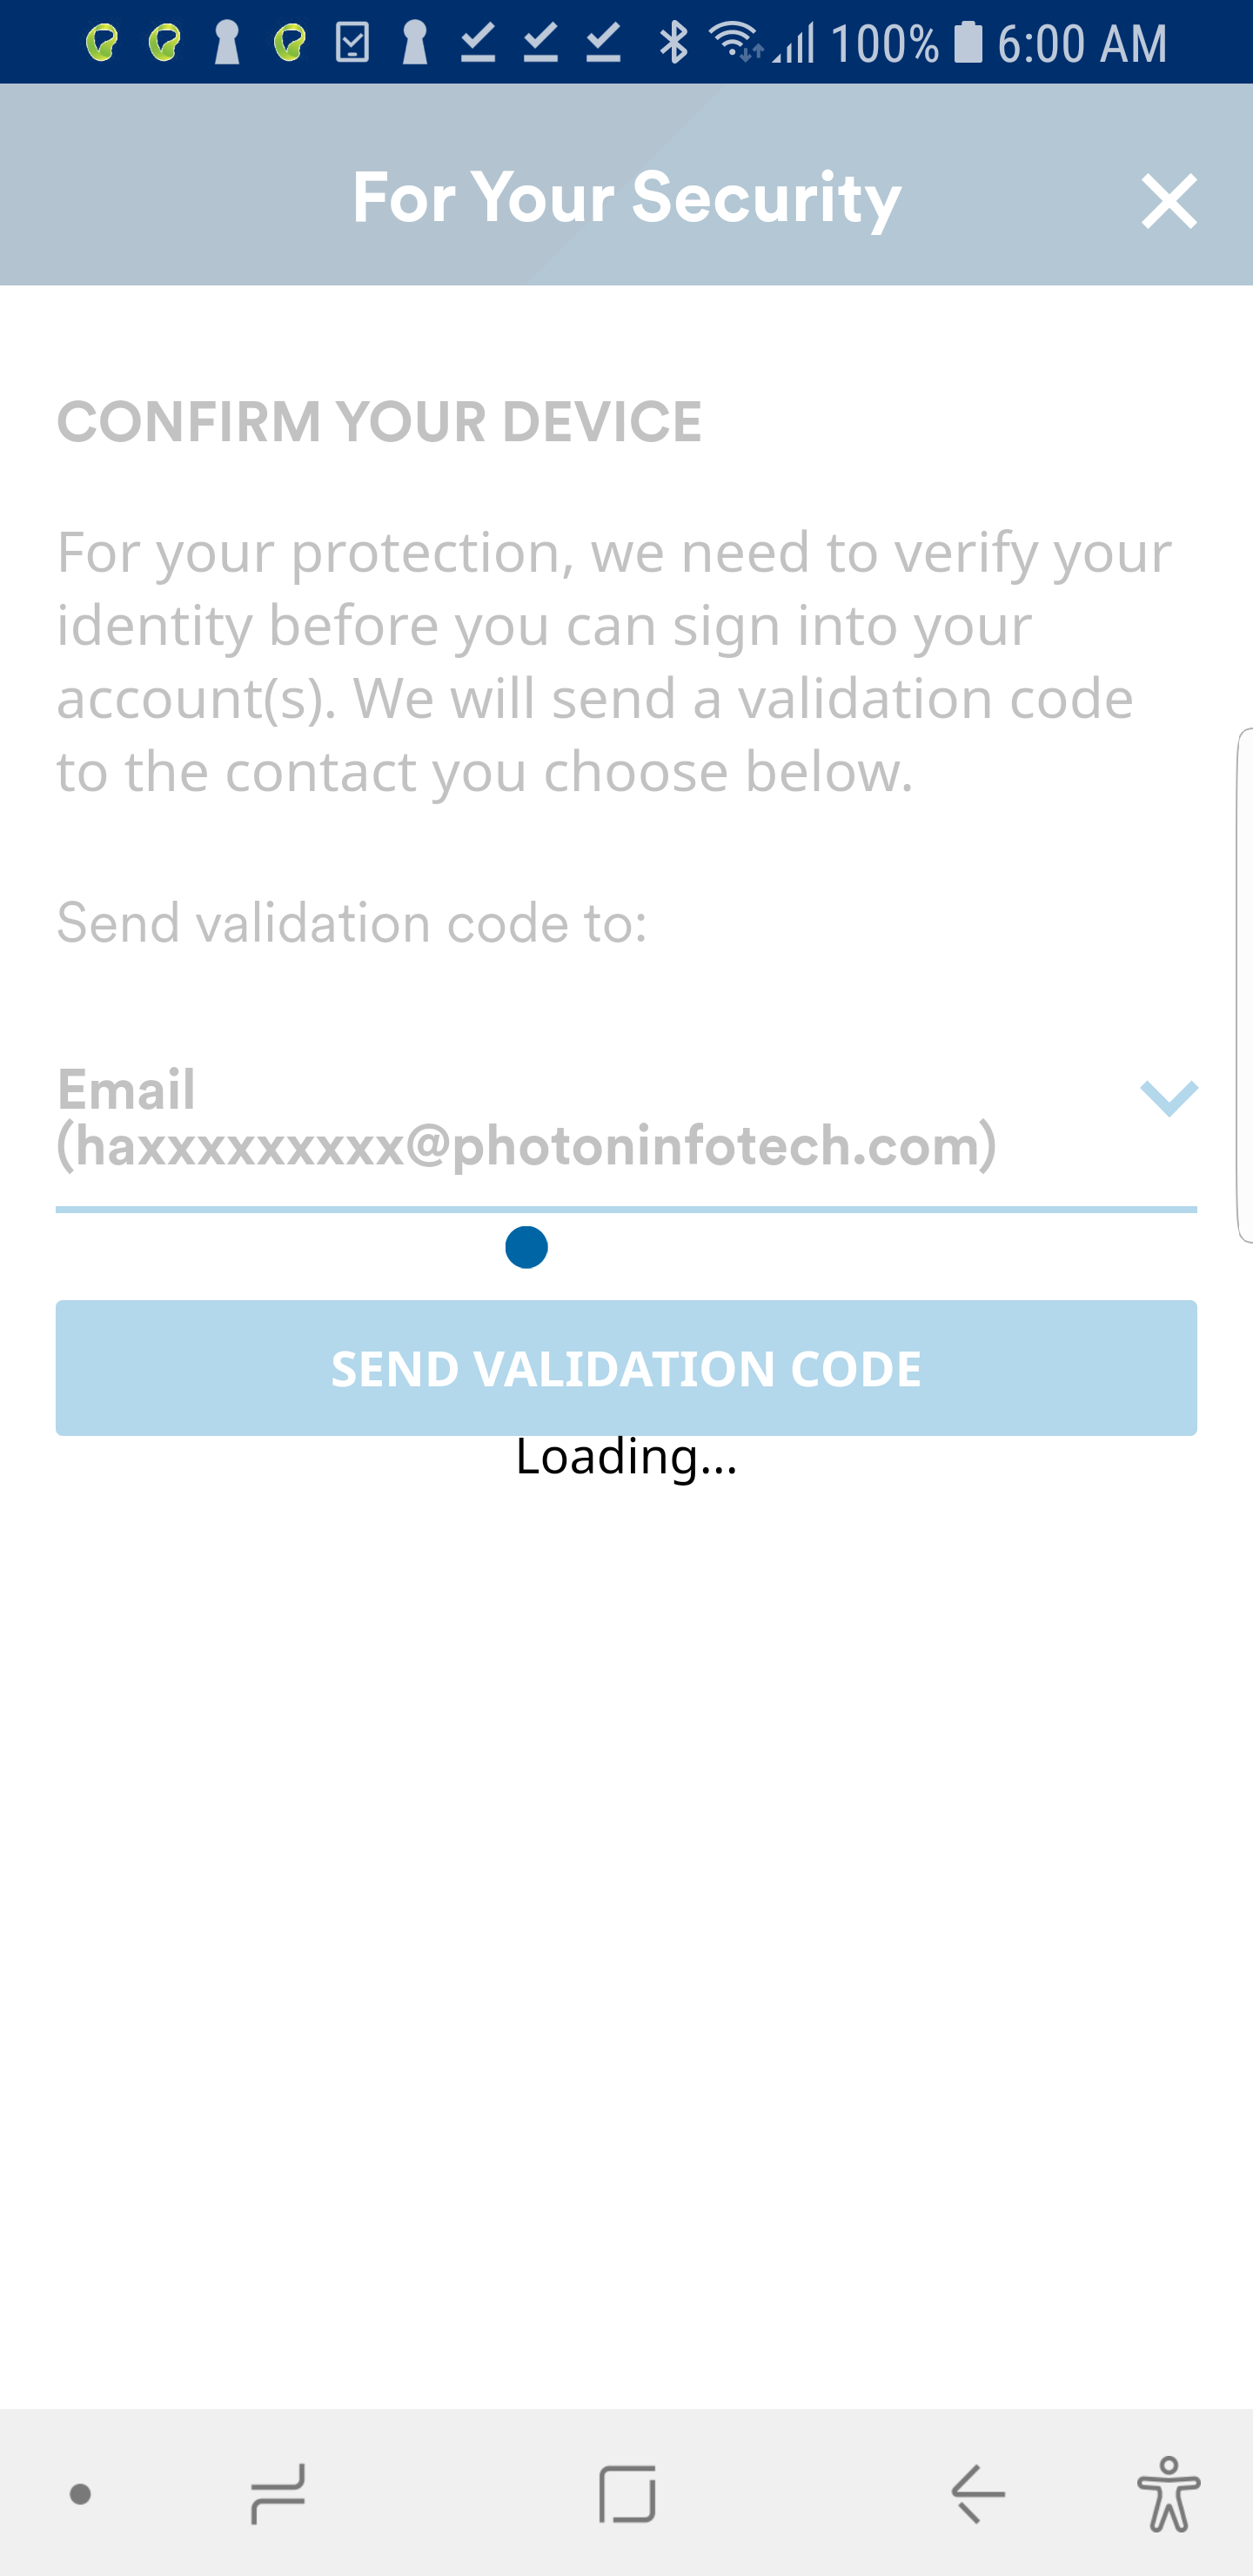 100% 6:00 AM
For Your Security
CONFIRM YOUR DEVICE
For your protection, we need to verify your
identity before you can sign into your
account(s). We will send a validation code
to the contact you choose below.
Send validation code to:
Email
(haxxxxxxxxxx@photoninfotech.com)
SEND VALIDATION CODE
Loading...